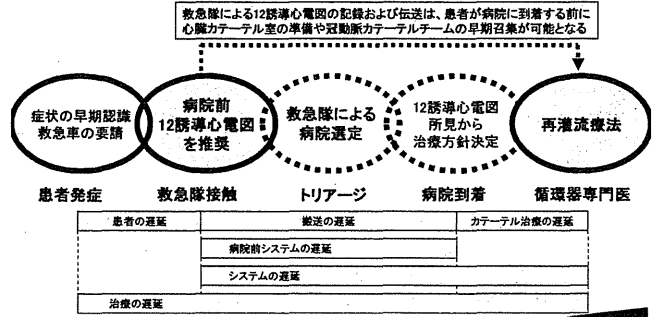 救急隊による12誘導心電図の記録および伝送は、患者が病院に到着する前に
心臓カテーテル室の準備や冠動脈カテーテルチームの早期召集が可能となる
症状の早期認識
救急車の要請
病院前
12誘導心電図
を推奨
救急隊による
病院選定
12誘導心電図
所見から
治療方針決定
再灌流療法
患者発症
救急隊接触
トリアージ
病院到着
循環器専門医
患者の遅延
搬送の遅延
カテーテル治療の遅延
病院前システムの遅延
システムの遅延
治療の遅延